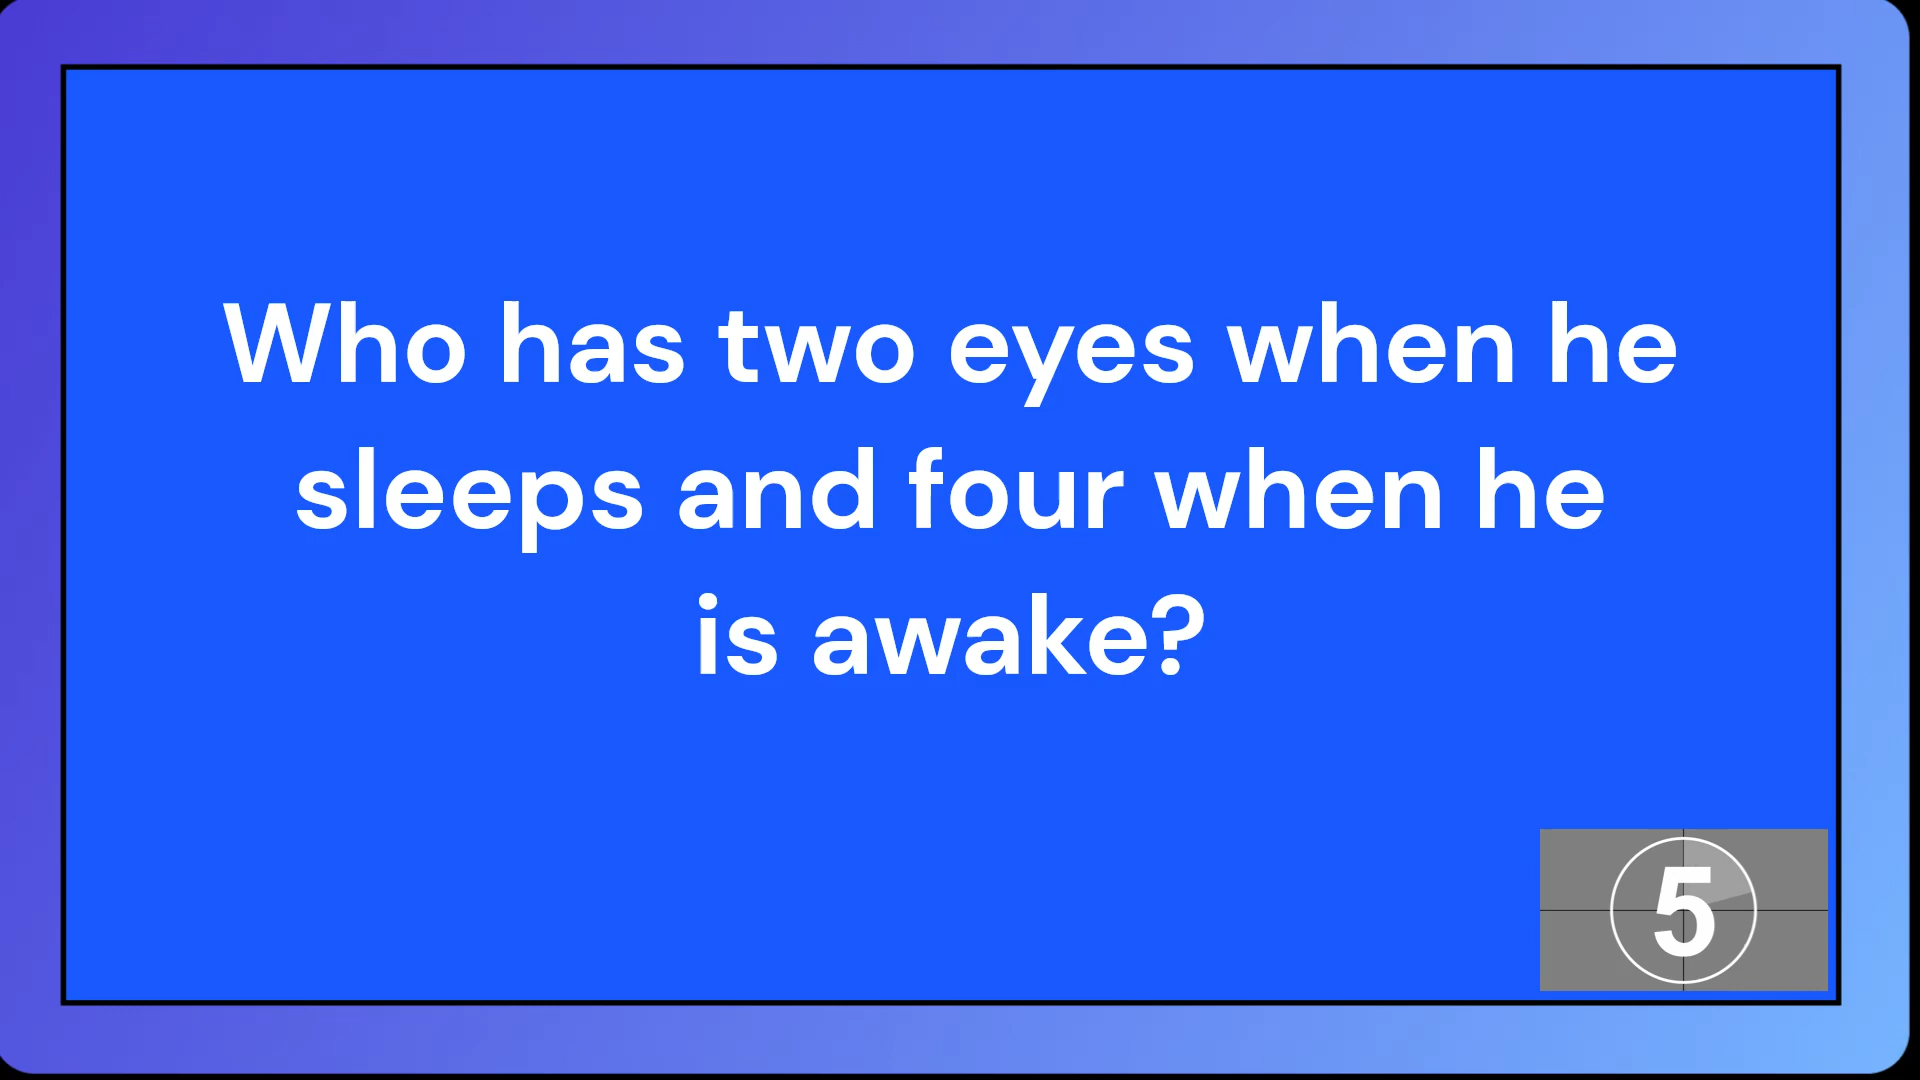 Who has two eyes when he
sleeps and four when he
is awake?
5